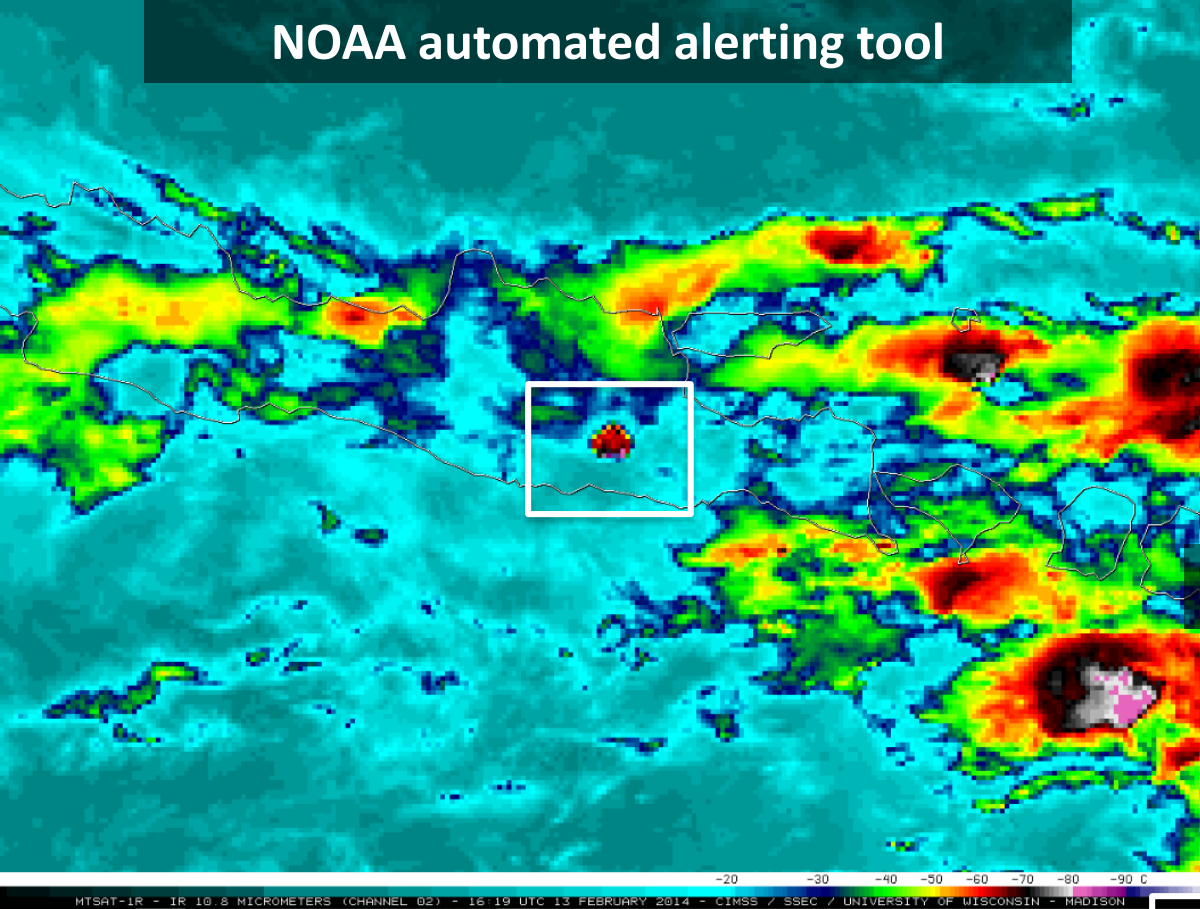 NOAA automated alerting tool
-20 -30 -40 -50 -60 -70 -80 -90 C
MTSAT-1R - IR 10.8 MICROMETERS (CHANNEL 02) - 16:19 UTC 13 FEBRUARY 2014 - CIMSS / SSEC / UNIVERSITY OF WISCONSIN - MADISON